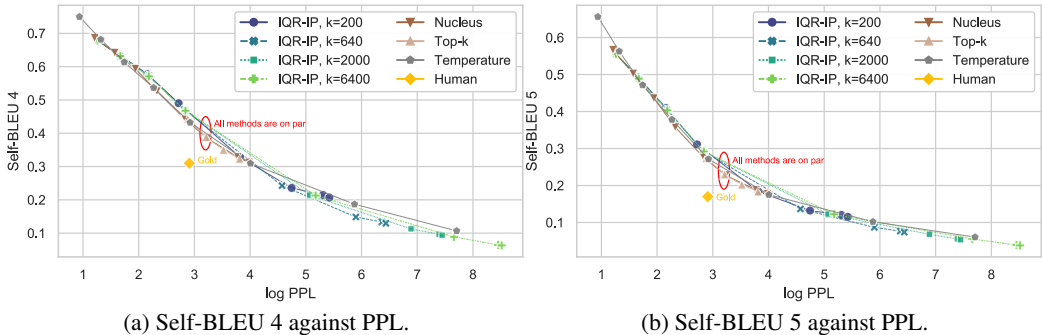 Self-BLEU 4
0.7
0.6
0.5
0.4
0.3
0.2
0.1
IQR-IP, k=200
IQR-IP, k=640
IQR-IP, k=2000
IQR-IP, k=6400
Nucleus
Top-k
Temperature
Human
All methods are on par
Gold
1 2 3 4 5 6 7 8
log PPL
(a) Self-BLEU 4 against PPL.
Self-BLEU 5
0.6
0.5
0.4
0.3
0.2
0.1
0.0
IQR-IP, k=200
IQR-IP, k=640
IQR-IP, k=2000
IQR-IP, k=6400
Nucleus
Top-k
Temperature
Human
All methods are on par
Gold
1 2 3 4 5 6 7 8
log PPL
(b) Self-BLEU 5 against PPL.